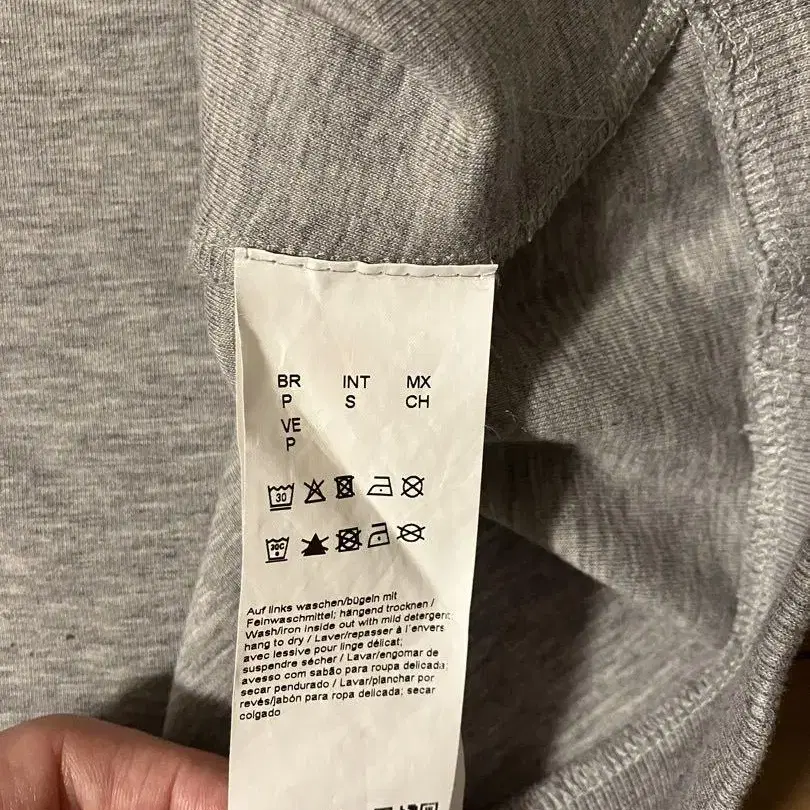 BR INT MX
P S CH
VE
P
30
30C
Auf links waschen/bügeln mit
Feinwaschmittel; hängend trocknen /
Wash/iron inside out with mild detergent;
hang to dry / Laver/repasser à l'envers
avec lessive pour linge délicat;
suspendre sécher / Lavar/engomar de
avesso com sabão para roupa delicada;
secar pendurado / Lavar/planchar por
revés/jabón para ropa delicada; secar
colgado